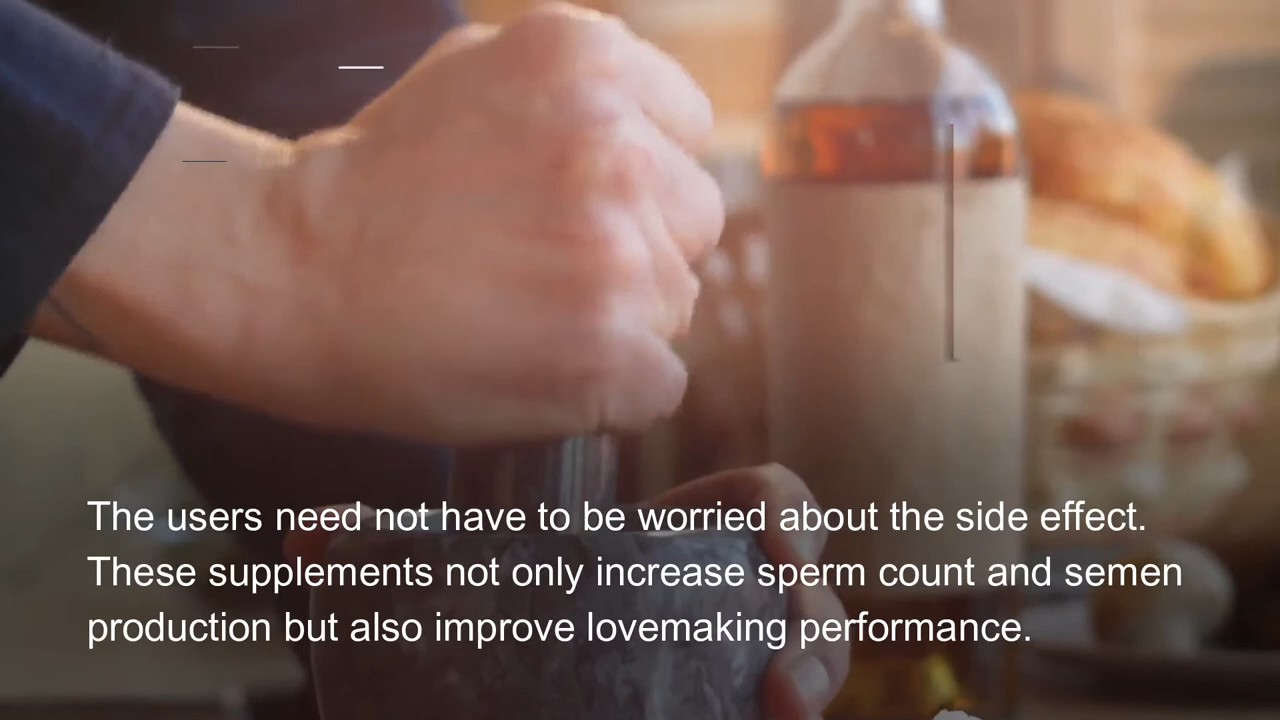 The users need not have to be worried about the side effect.
These supplements not only increase sperm count and semen
production but also improve lovemaking performance.